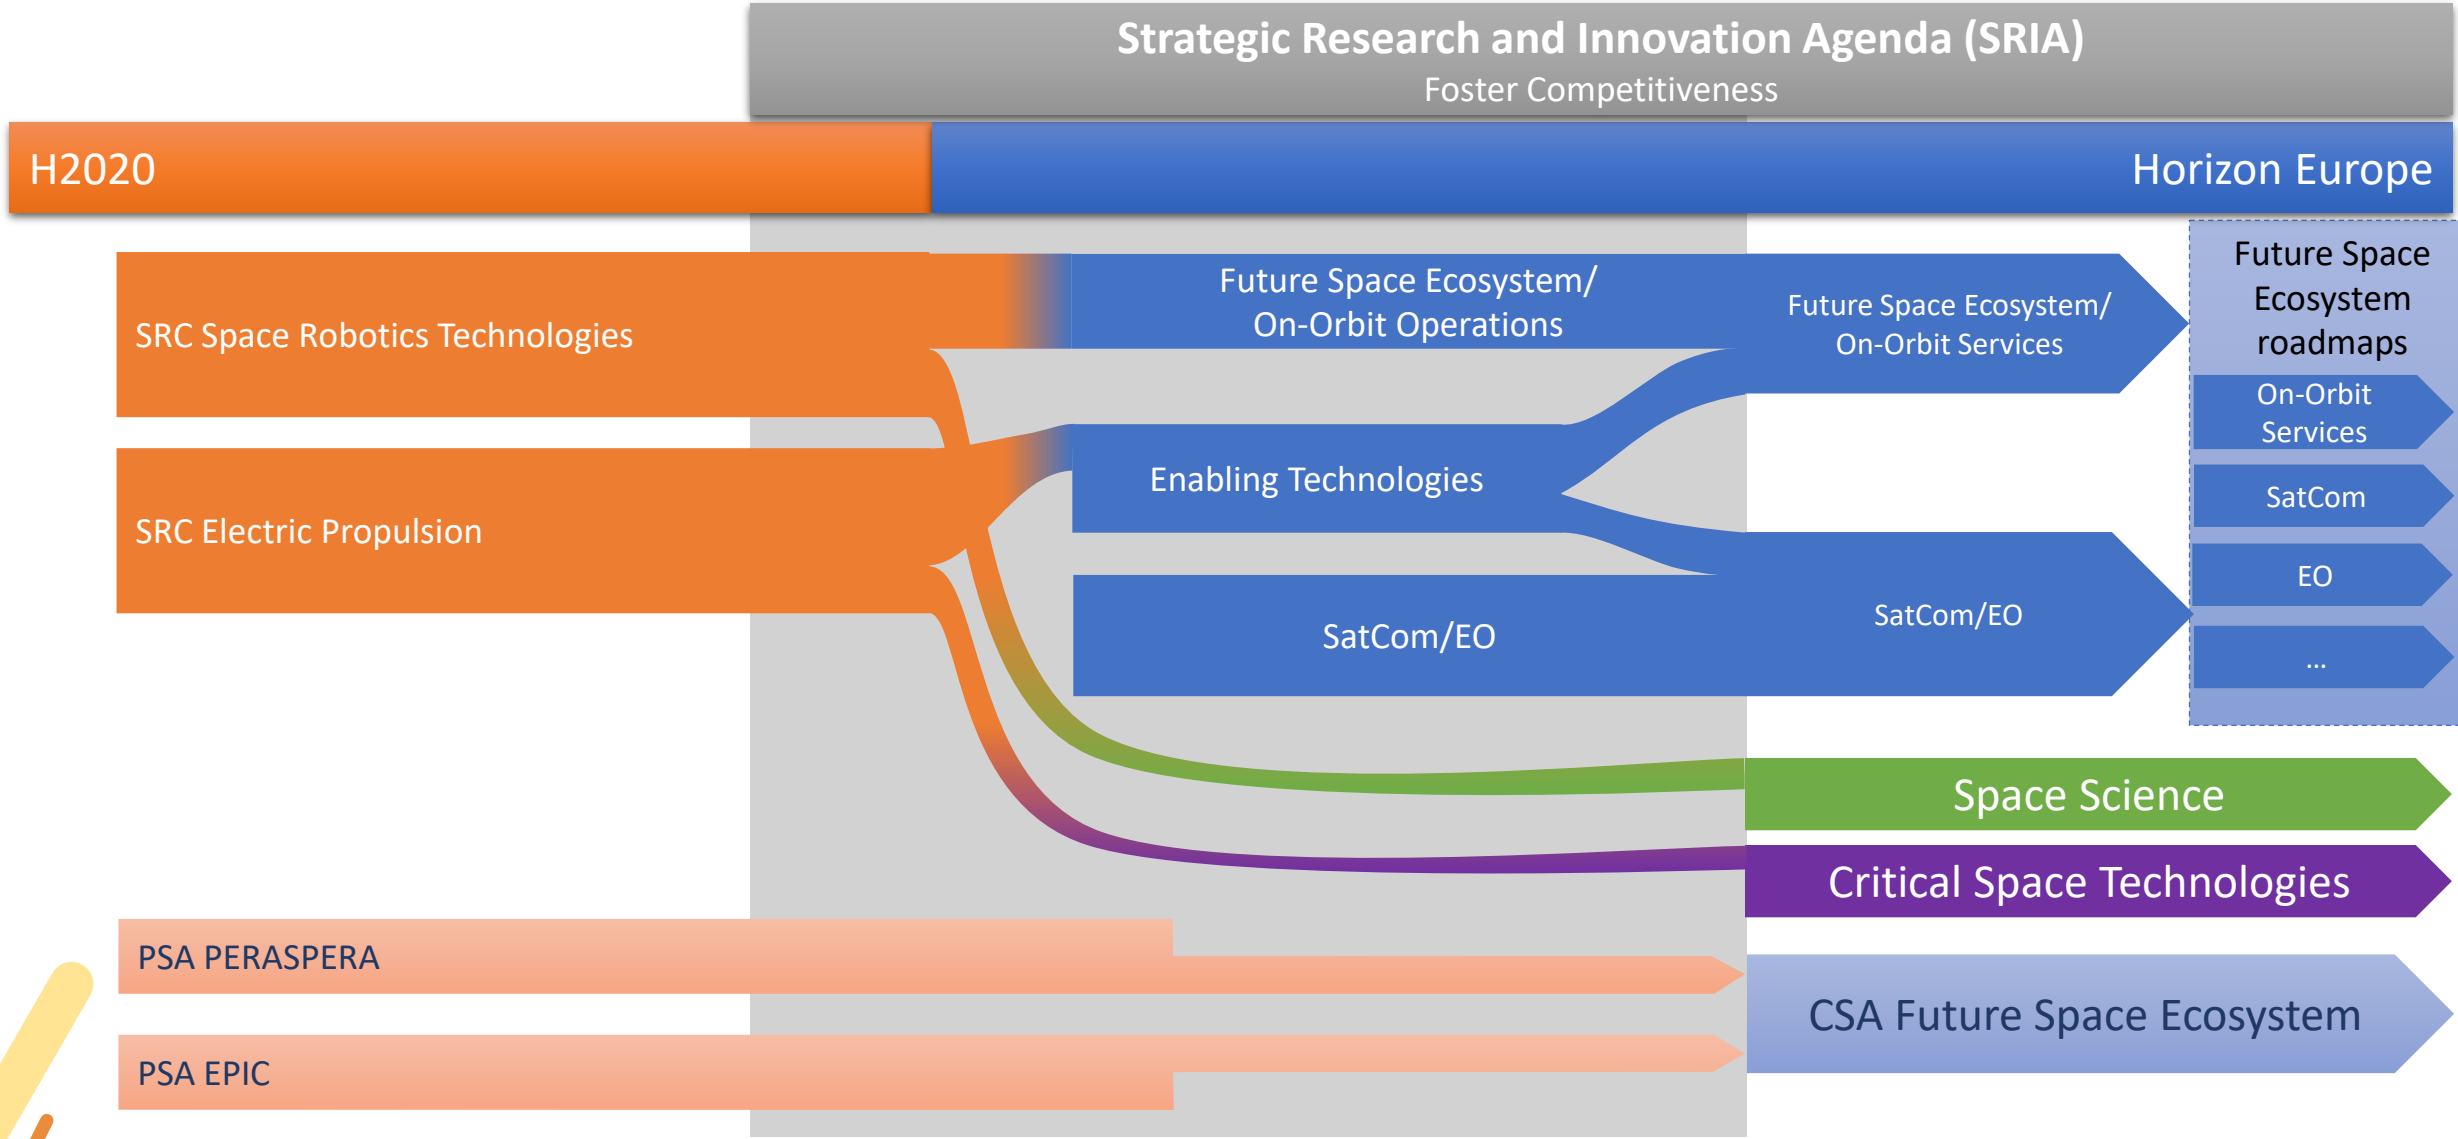 Strategic Research and Innovation Agenda (SRIA)
Foster Competitiveness
H2020
Horizon Europe
SRC Space Robotics Technologies
Future Space Ecosystem/
On-Orbit Operations
Future Space Ecosystem/
On-Orbit Services
Future Space
Ecosystem
roadmaps
On-Orbit
Services
SatCom
EO
...
SRC Electric Propulsion
Enabling Technologies
SatCom/EO
SatCom/EO
Space Science
Critical Space Technologies
PSA PERASPERA
PSA EPIC
CSA Future Space Ecosystem